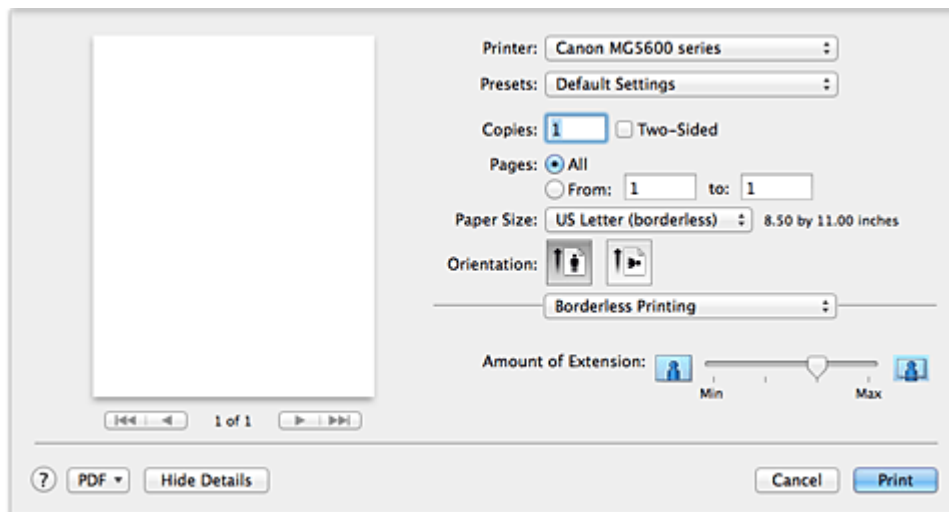 Printer: Canon MG5600 series
Presets: Default Settings
Copies: 1 Two-Sided
Pages: All
From: 1 to: 1
Paper Size: US Letter (borderless) 8.50 by 11.00 inches
Orientation:
Borderless Printing
Amount of Extension:
Min Max
1 of 1
? PDF Hide Details Cancel Print